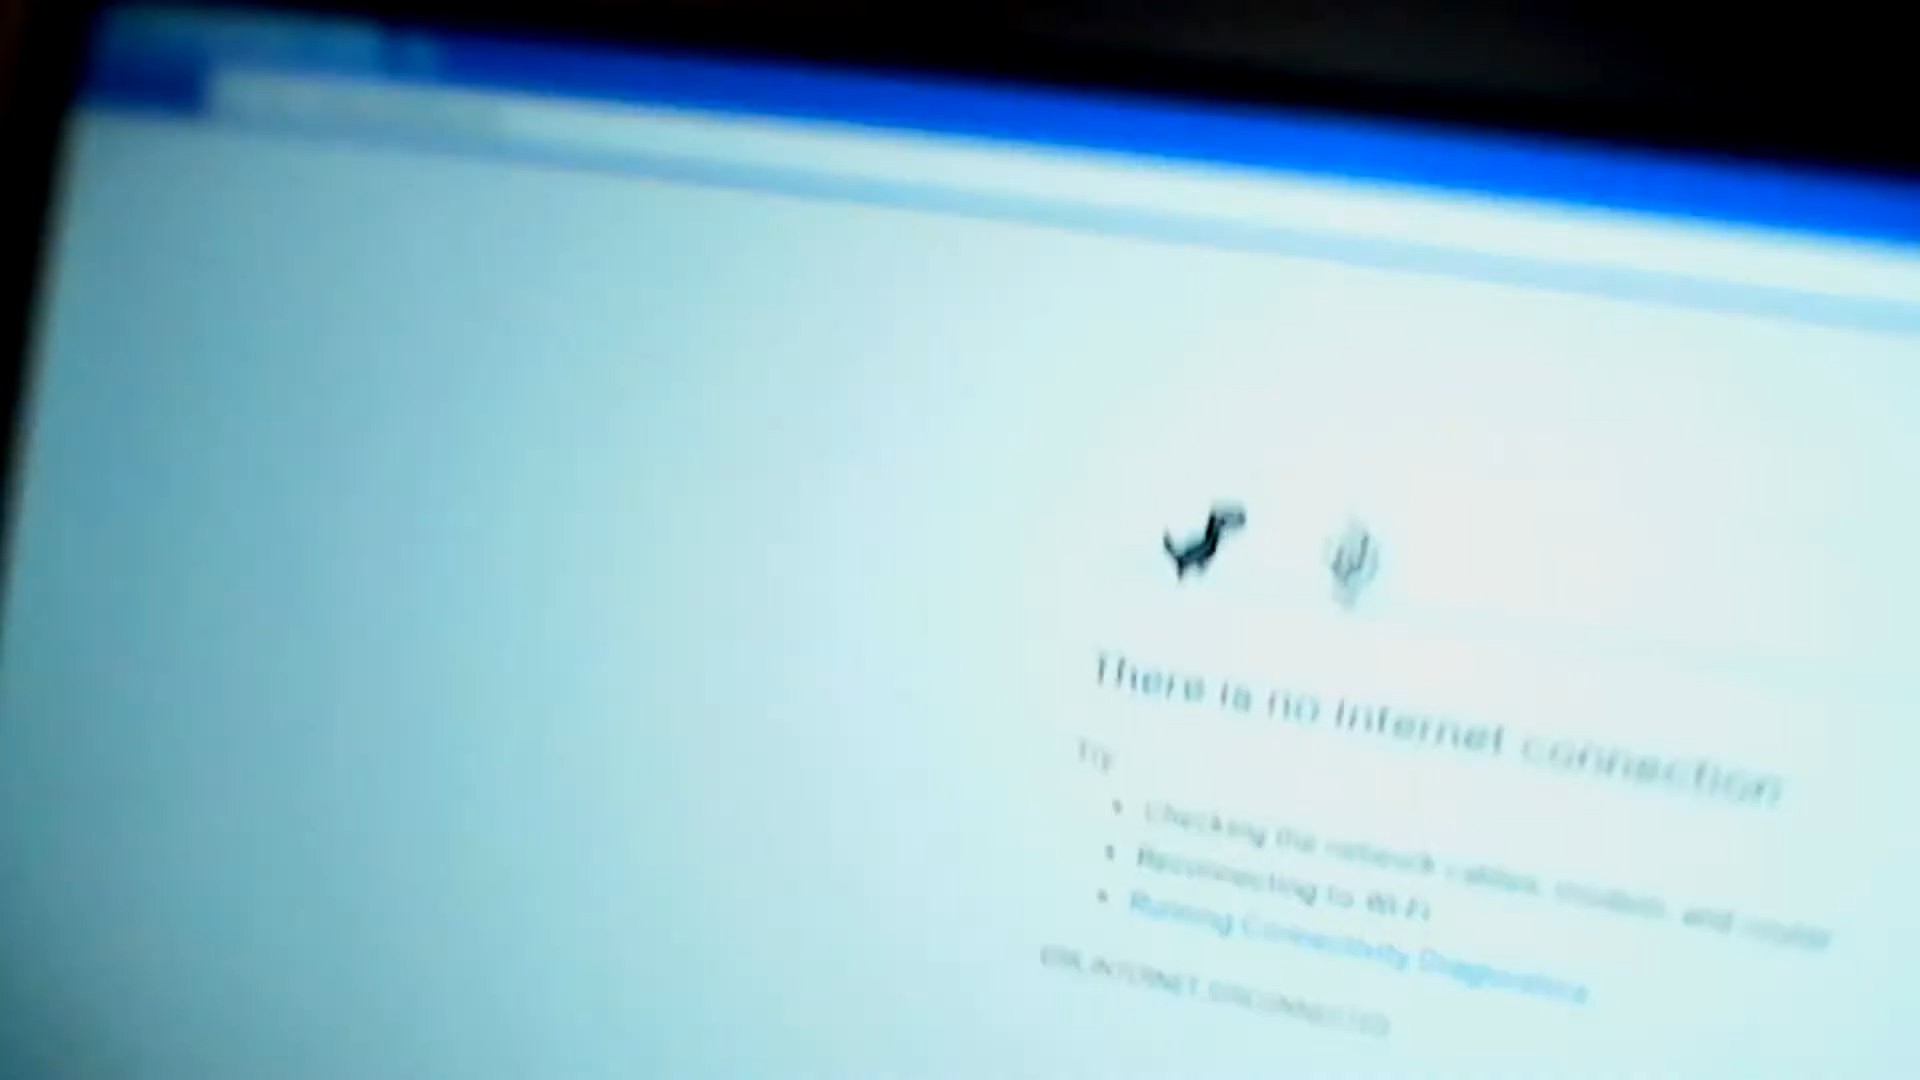 There is no Internet connection
Try:
• Checking the network cables, modem, and router
• Reconnecting to Wi-Fi
• Running Connectivity Diagnostics
ERR_INTERNET_DISCONNECTED